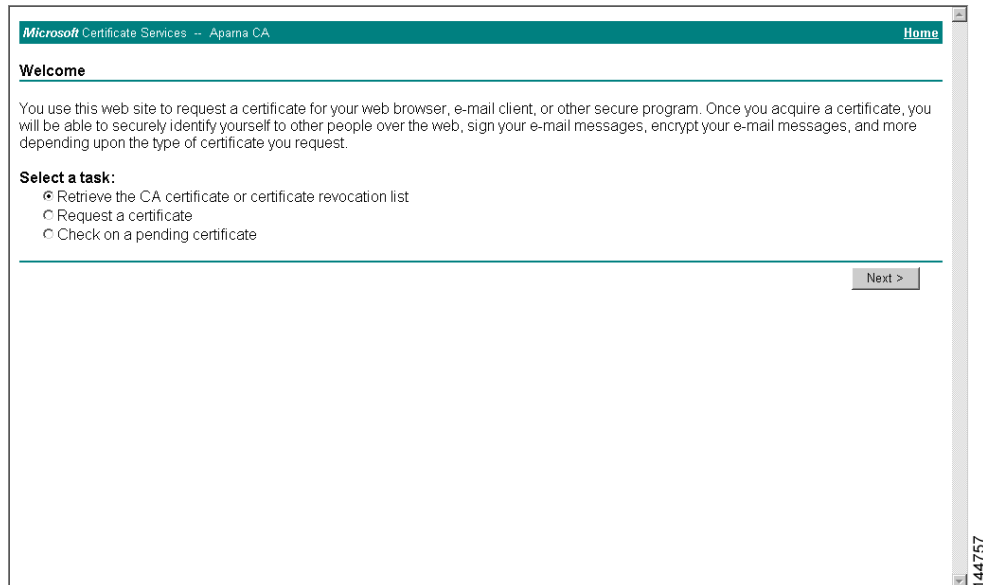 Microsoft Certificate Services -- Aparna CA Home
Welcome
You use this web site to request a certificate for your web browser, e-mail client, or other secure program. Once you acquire a certificate, you
will be able to securely identify yourself to other people over the web, sign your e-mail messages, encrypt your e-mail messages, and more
depending upon the type of certificate you request.
Select a task:
Retrieve the CA certificate or certificate revocation list
Request a certificate
Check on a pending certificate
Next >
144757